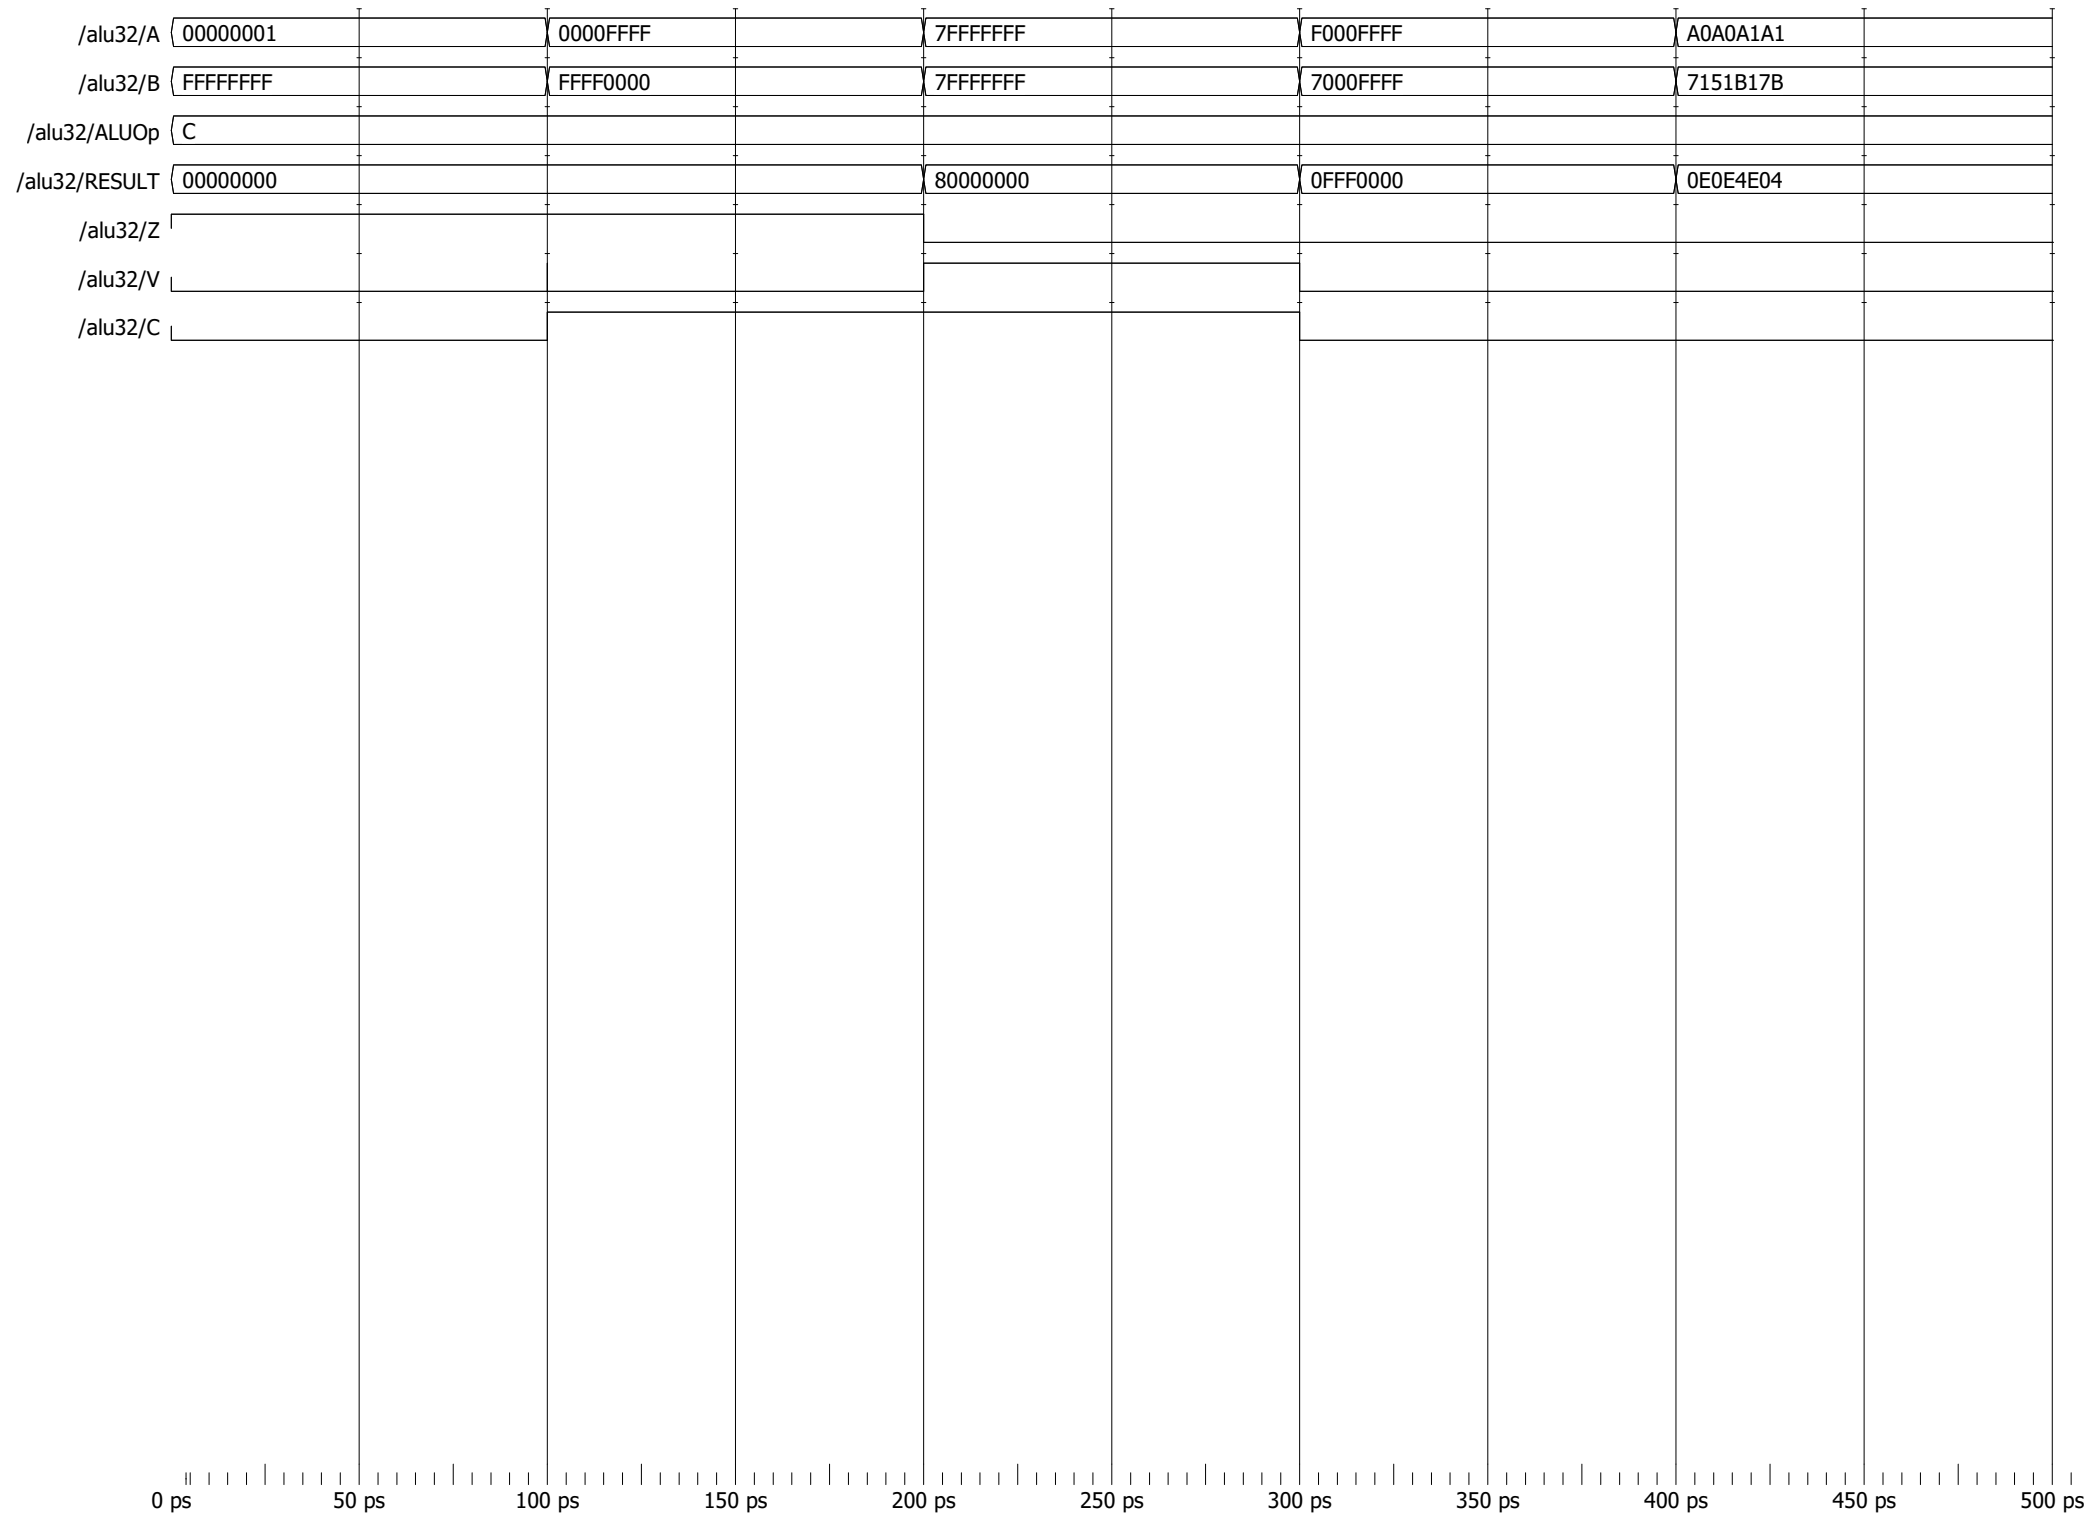 /alu32/A 00000001 0000FFFF 7FFFFFFF F000FFFF A0A0A1A1
/alu32/B FFFFFFFF FFFF0000 7FFFFFFF 7000FFFF 7151B17B
/alu32/ALUOp C
/alu32/RESULT 00000000 80000000 0FFF0000 0E0E4E04
/alu32/Z
/alu32/V
/alu32/C
0 ps 50 ps 100 ps 150 ps 200 ps 250 ps 300 ps 350 ps 400 ps 450 ps 500 ps